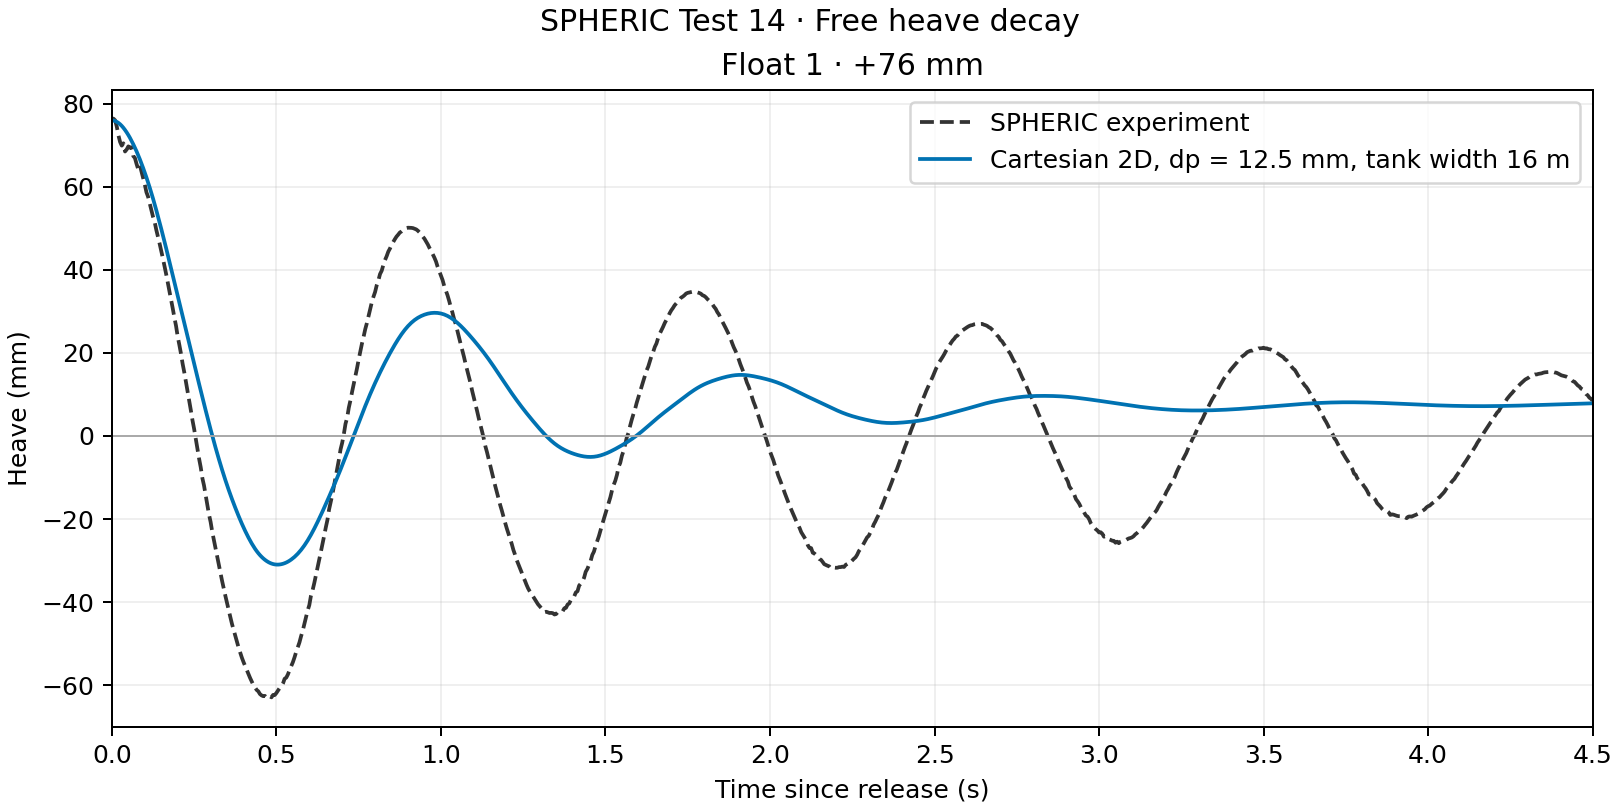 SPHERIC Test 14 · Free heave decay
Float 1 · +76 mm
SPHERIC experiment
Cartesian 2D, dp = 12.5 mm, tank width 16 m
Heave (mm)
80
60
40
20
0
−20
−40
−60
0.0 0.5 1.0 1.5 2.0 2.5 3.0 3.5 4.0 4.5
Time since release (s)